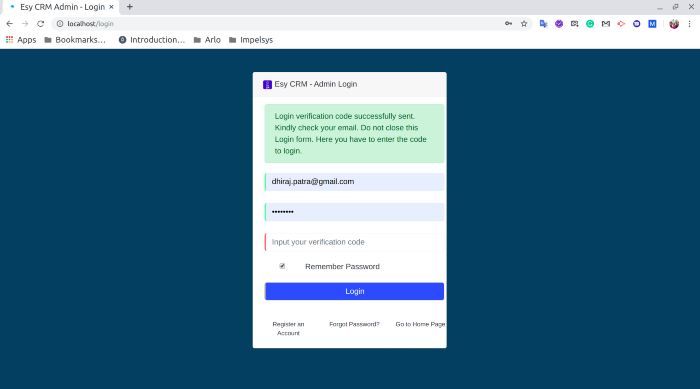 Esy CRM Admin - Login
localhost/login
Apps
Bookmarks…
Introduction…
Arlo
Impelsys
Esy CRM - Admin Login
Login verification code successfully sent.
Kindly check your email. Do not close this
Login form. Here you have to enter the code
to login.
dhiraj.patra@gmail.com
••••••••
Input your verification code
Remember Password
Login
Register an
Account
Forgot Password?
Go to Home Page